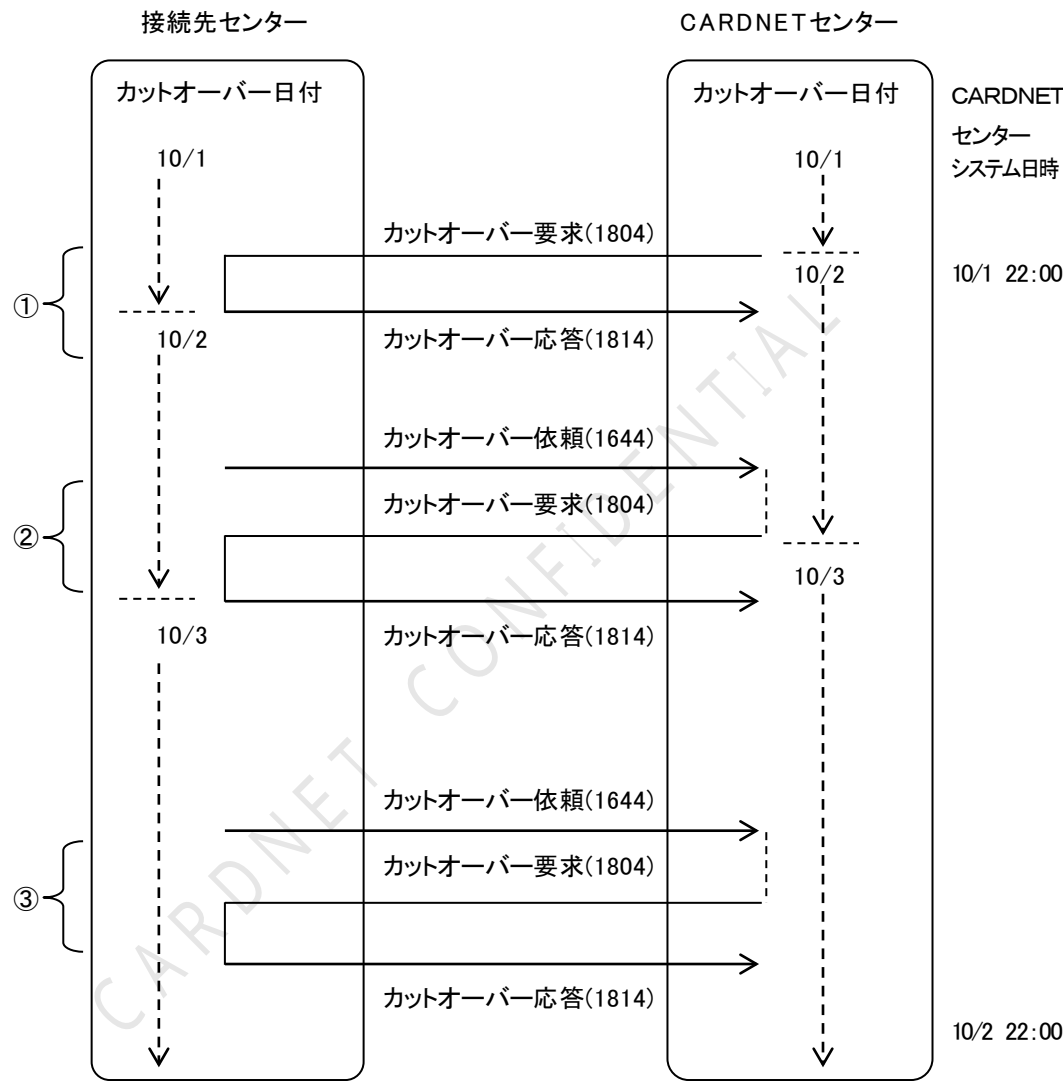 接続先センター
CARDNETセンター
カットオーバー日付
カットオーバー日付
CARDNET
センター
システム日時
10/1
10/1
カットオーバー要求(1804)
①
10/2
10/1 22:00
10/2
カットオーバー応答(1814)
カットオーバー依頼(1644)
②
カットオーバー要求(1804)
10/3
10/3
カットオーバー応答(1814)
カットオーバー依頼(1644)
③
カットオーバー要求(1804)
カットオーバー応答(1814)
10/2 22:00
CARDNET CONFIDENTIAL